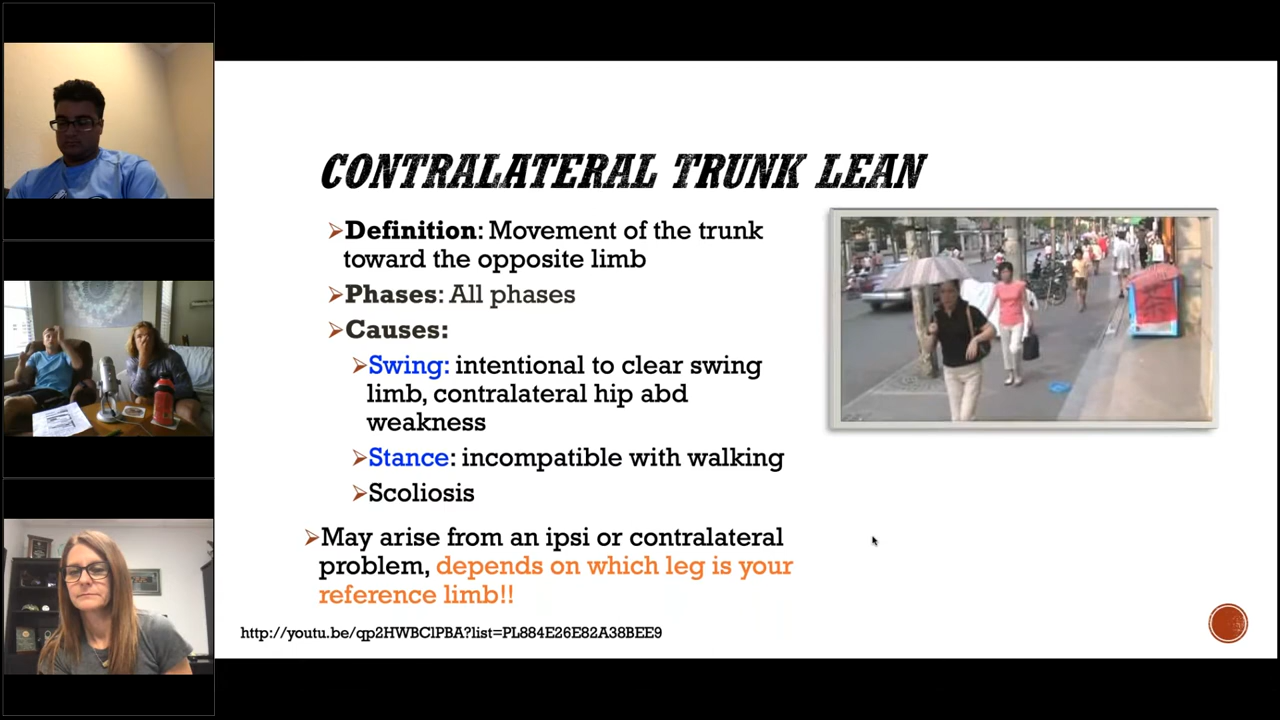 CONTRALATERAL TRUNK LEAN
Definition: Movement of the trunk
toward the opposite limb
Phases: All phases
Causes:
Swing: intentional to clear swing
limb, contralateral hip abd
weakness
Stance: incompatible with walking
Scoliosis
May arise from an ipsi or contralateral
problem, depends on which leg is your
reference limb!!
http://youtu.be/qp2HWBClPBA?list=PL884E26E82A38BEE9